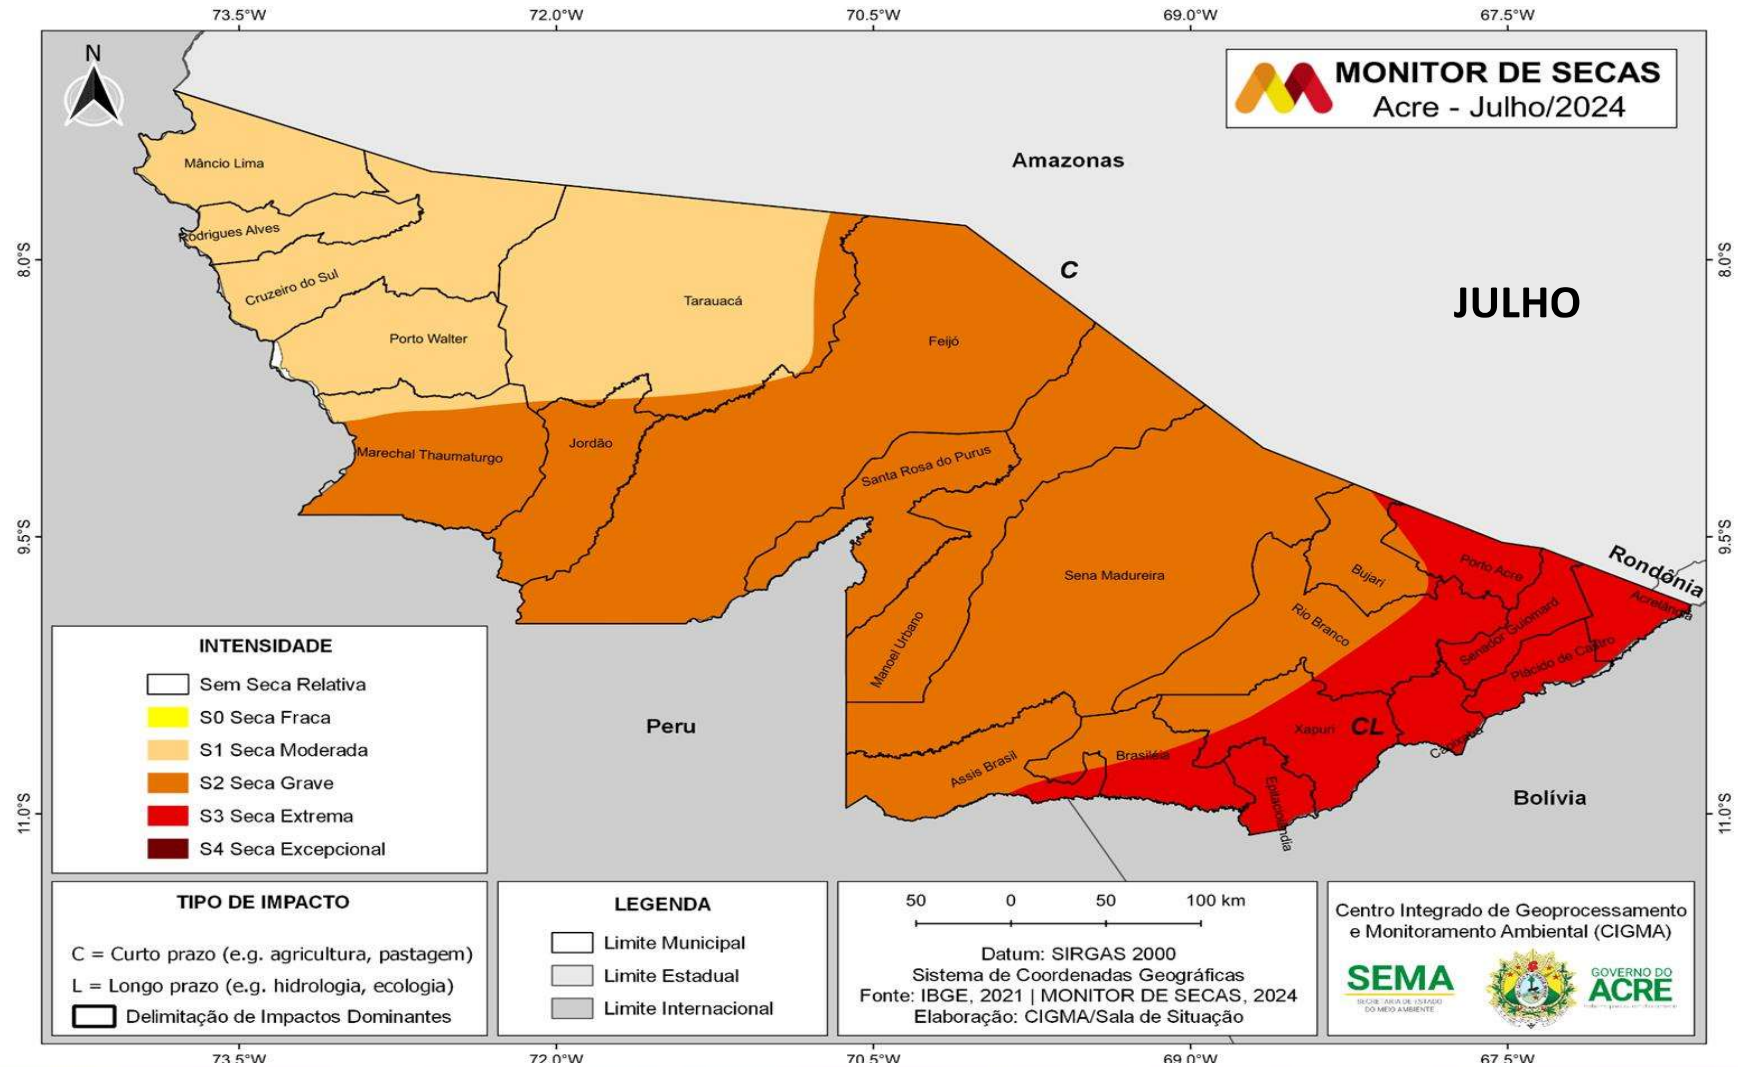 73.5°W 72.0°W 70.5°W 69.0°W 67.5°W
N
MONITOR DE SECAS
Acre - Julho/2024
Amazonas
Mâncio Lima
Rodrigues Alves
8.0°S
8.0°S
Cruzeiro do Sul
C
JULHO
Tarauacá
Porto Walter
Feijó
Jordão
Marechal Thaumaturgo
Santa Rosa do Purus
9.5°S
9.5°S
Rondônia
Sena Madureira
Bujari
Porto Acre
Acrelândia
Rio Branco
Senador Guiomard
Manoel Urbano
Plácido de Castro
Peru
Xapuri
CL
Capixaba
Brasiléia
Assis Brasil
Epitaciolândia
Bolívia
11.0°S
11.0°S
INTENSIDADE
Sem Seca Relativa
S0 Seca Fraca
S1 Seca Moderada
S2 Seca Grave
S3 Seca Extrema
S4 Seca Excepcional
TIPO DE IMPACTO
C = Curto prazo (e.g. agricultura, pastagem)
L = Longo prazo (e.g. hidrologia, ecologia)
Delimitação de Impactos Dominantes
LEGENDA
Limite Municipal
Limite Estadual
Limite Internacional
50 0 50 100 km
Datum: SIRGAS 2000
Sistema de Coordenadas Geográficas
Fonte: IBGE, 2021 | MONITOR DE SECAS, 2024
Elaboração: CIGMA/Sala de Situação
Centro Integrado de Geoprocessamento
e Monitoramento Ambiental (CIGMA)
SEMA
SECRETARIA DE ESTADO
DO MEIO AMBIENTE
GOVERNO DO
ACRE
73.5°W 72.0°W 70.5°W 69.0°W 67.5°W